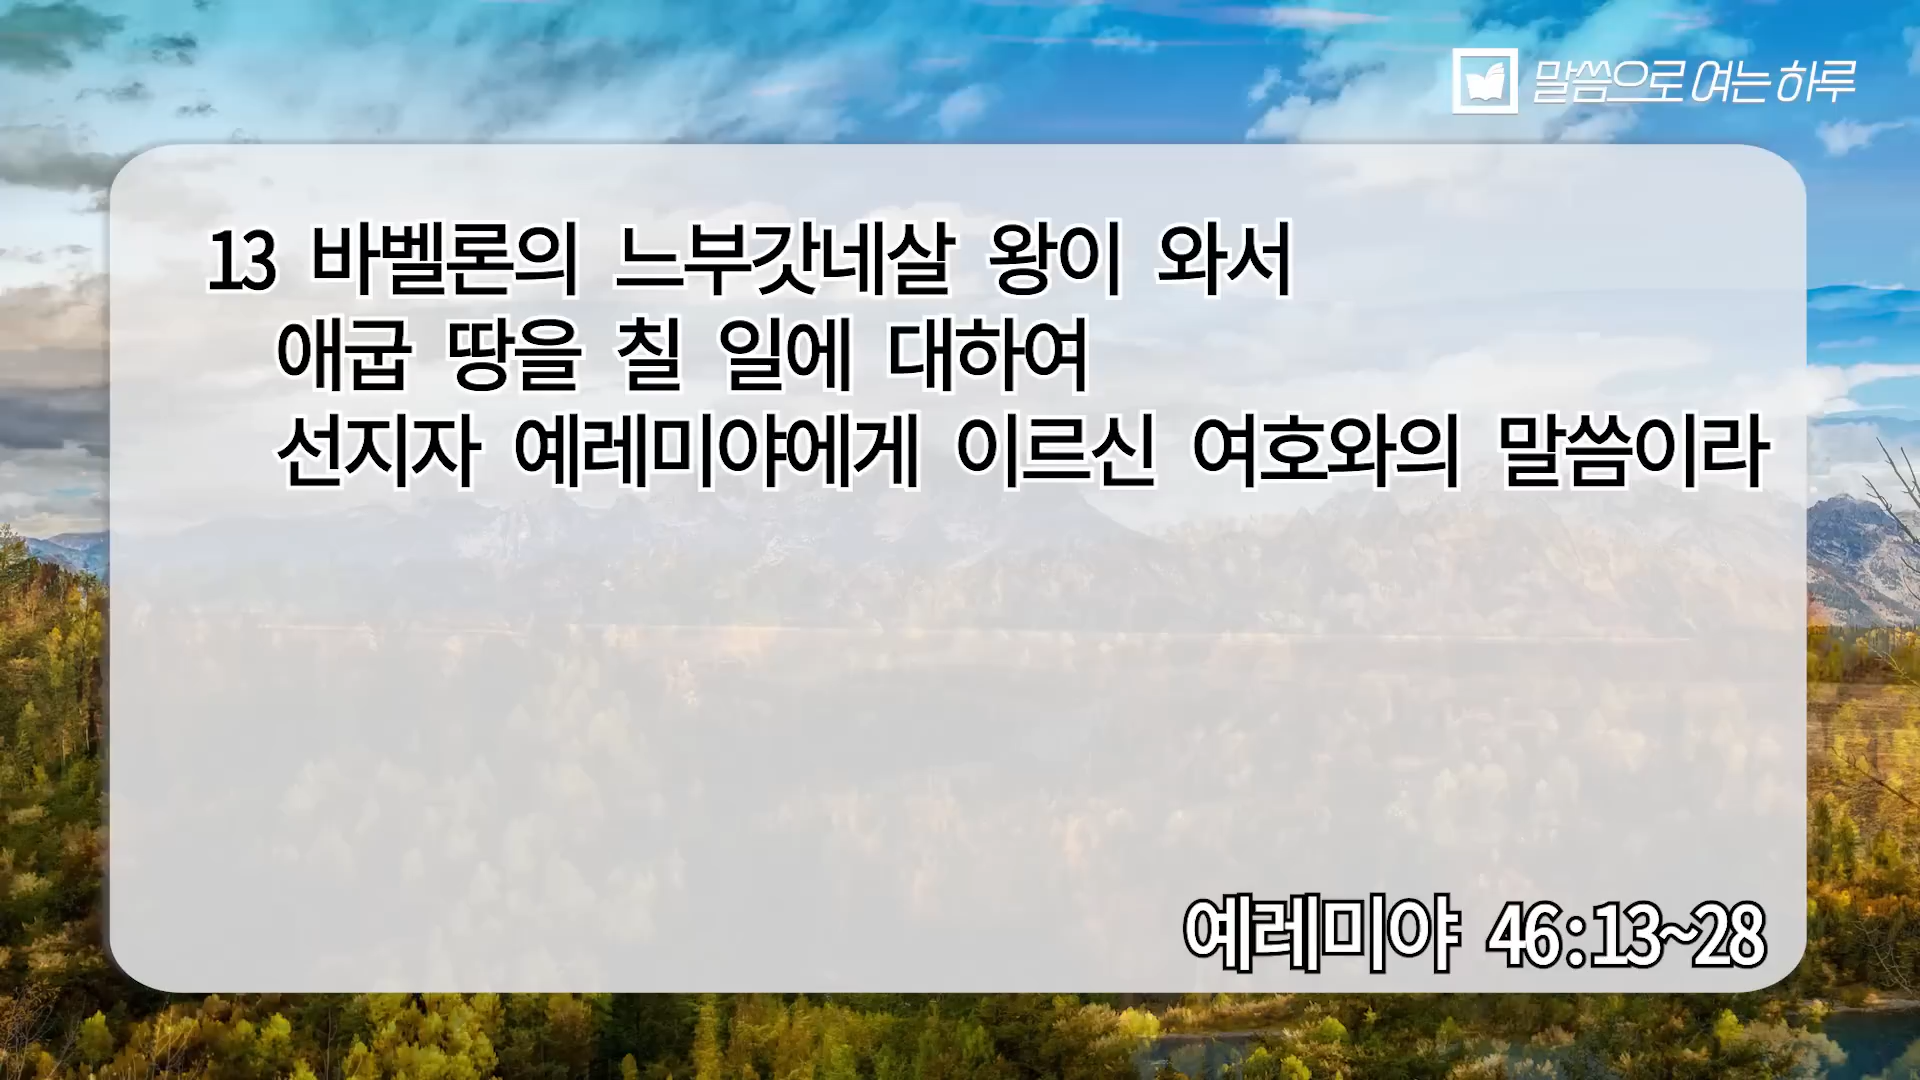 말씀으로 여는 하루
13 바벨론의 느부갓네살 왕이 와서
애굽 땅을 칠 일에 대하여
선지자 예레미야에게 이르신 여호와의 말씀이라
예레미야 46:13~28